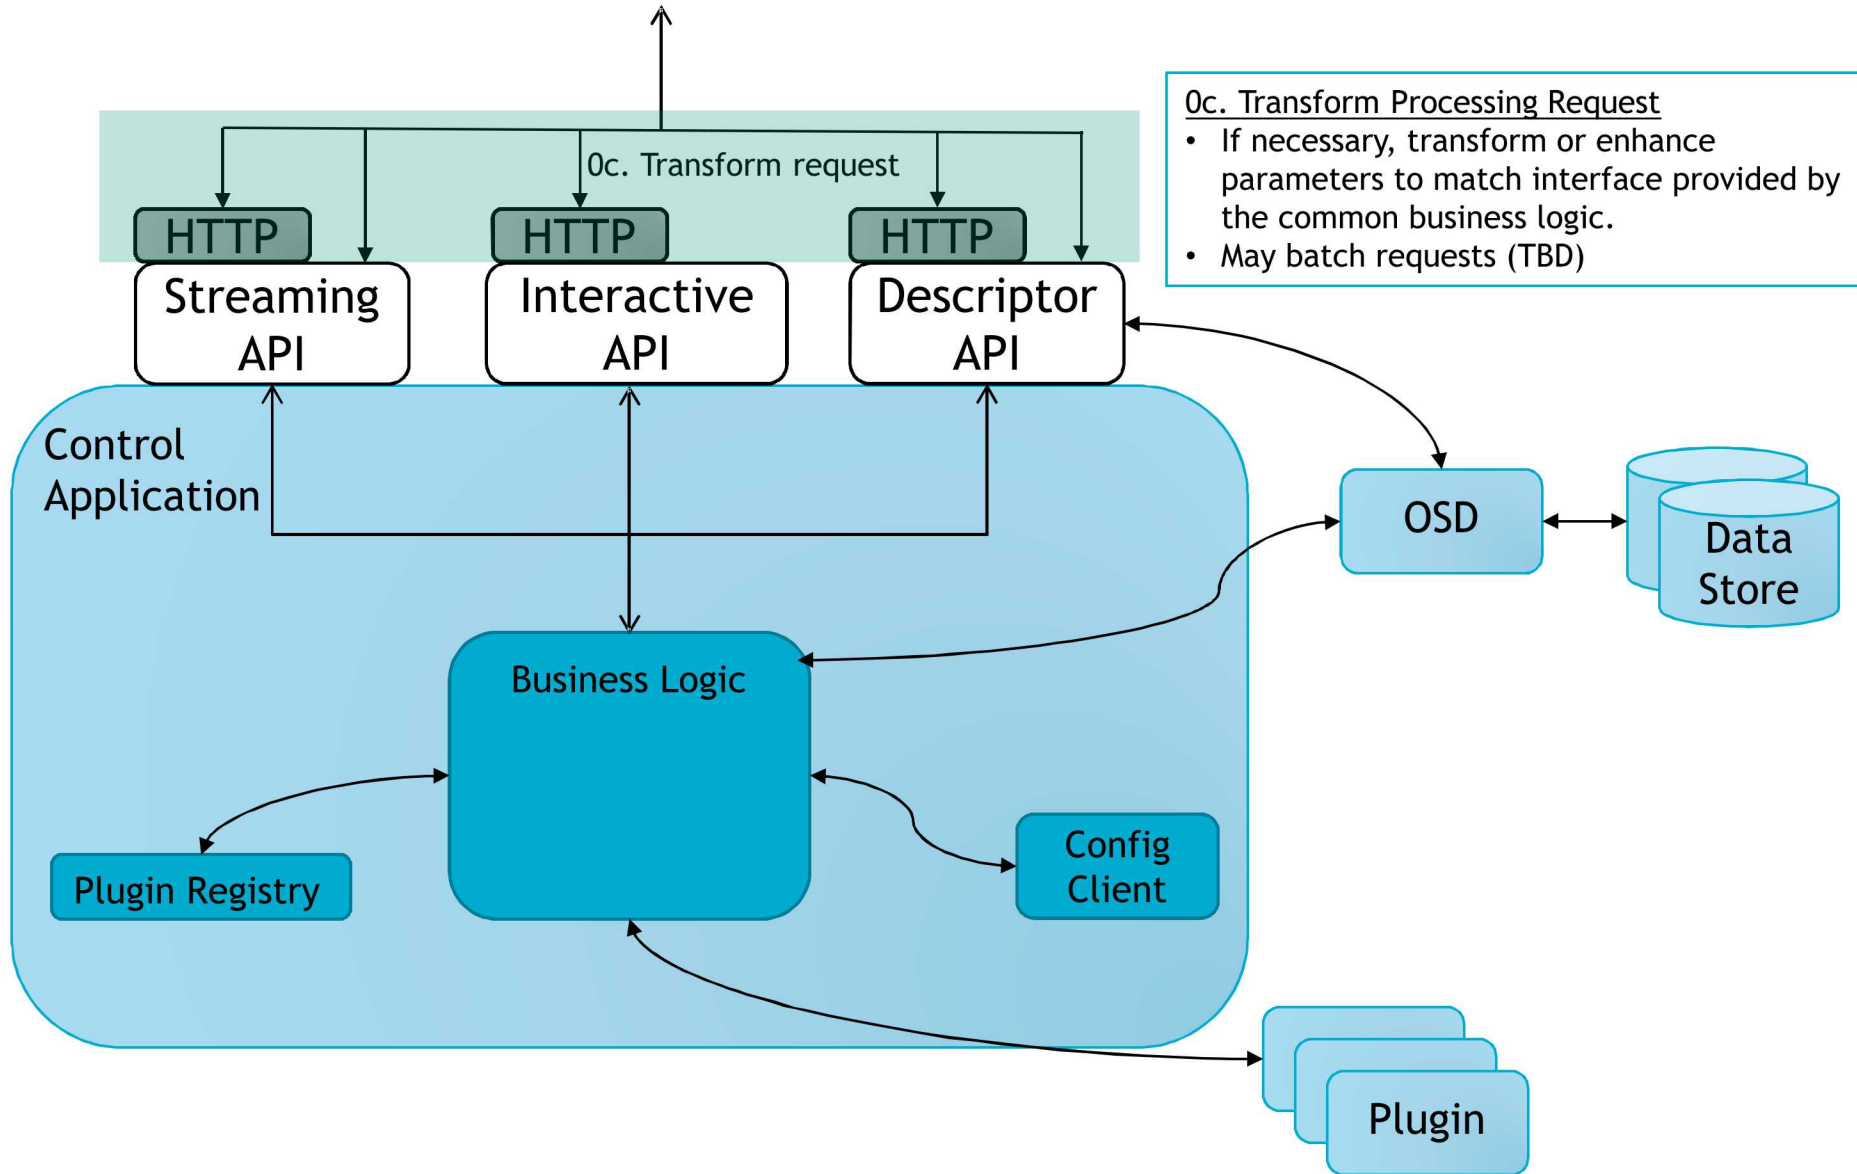 0c. Transform Processing Request
• If necessary, transform or enhance
parameters to match interface provided by
the common business logic.
• May batch requests (TBD)
0c. Transform request
HTTP
HTTP
HTTP
Streaming
API
Interactive
API
Descriptor
API
Control
Application
OSD
Data
Store
Business Logic
Plugin Registry
Config
Client
Plugin